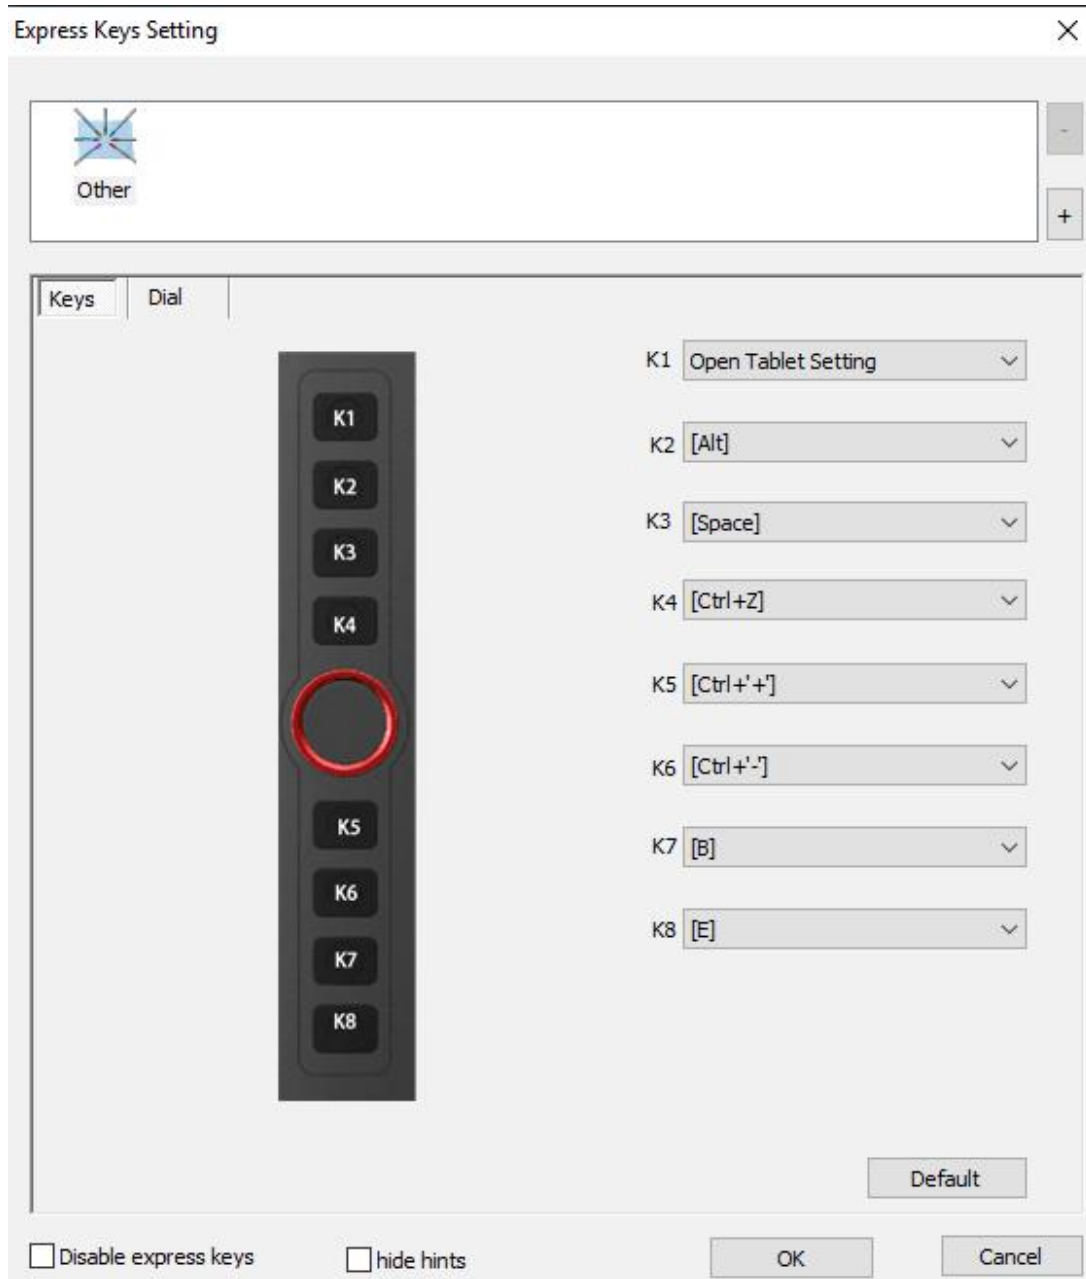 Express Keys Setting
Other
-
+
Keys Dial
K1
K2
K3
K4
K5
K6
K7
K8
K1 Open Tablet Setting
K2 [Alt]
K3 [Space]
K4 [Ctrl+Z]
K5 [Ctrl+'+']
K6 [Ctrl+'-']
K7 [B]
K8 [E]
Default
Disable express keys hide hints OK Cancel